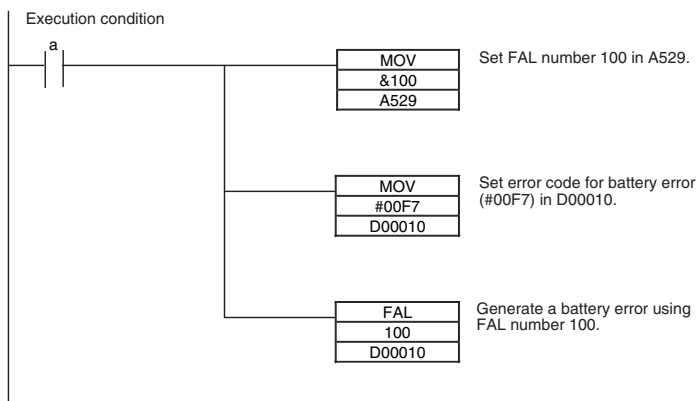 Execution condition
a
MOV
&100
A529
Set FAL number 100 in A529.
MOV
#00F7
D00010
Set error code for battery error
(#00F7) in D00010.
FAL
100
D00010
Generate a battery error using
FAL number 100.